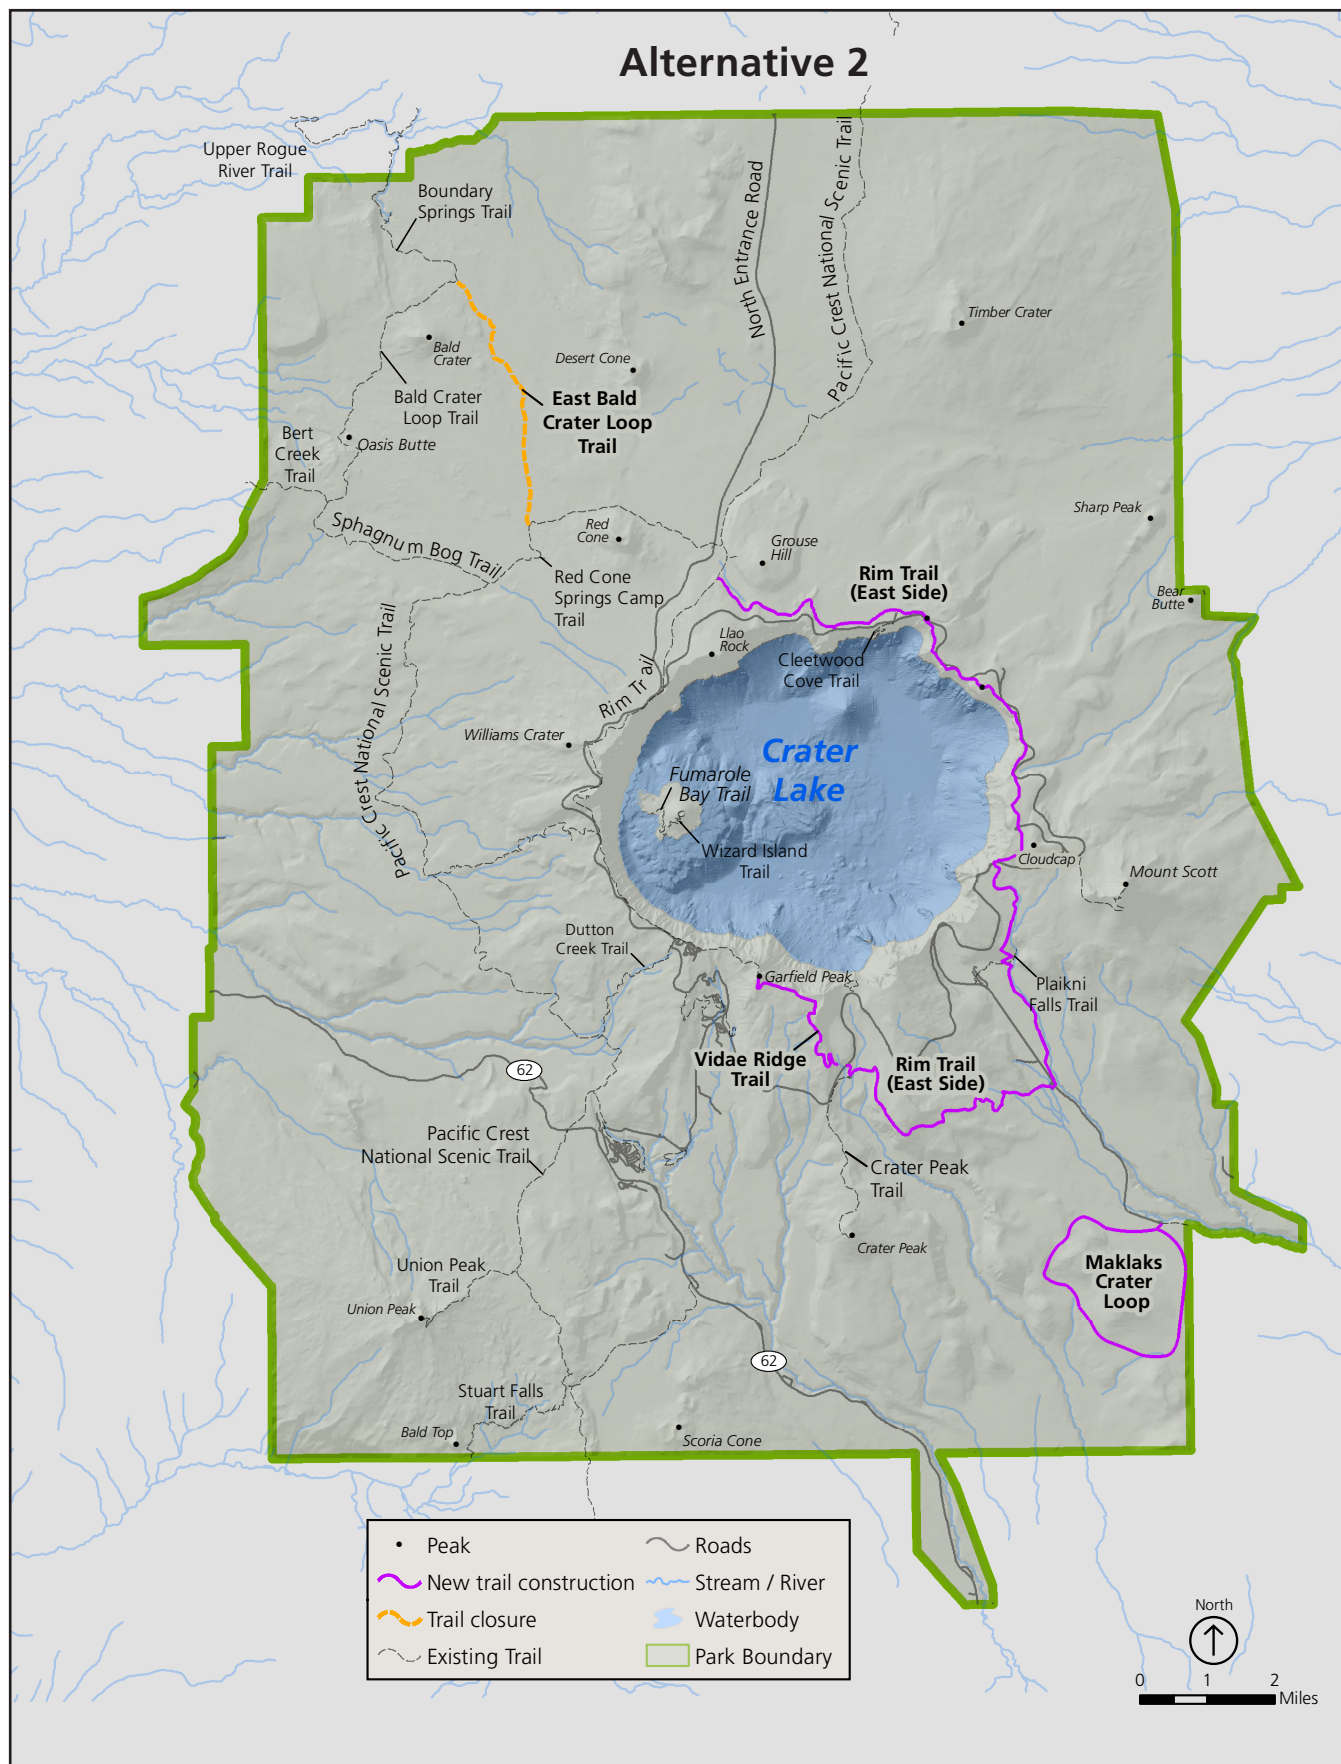 Alternative 2
Upper Rogue
River Trail
Boundary
Springs Trail
North Entrance Road
Pacific Crest National Scenic Trail
Timber Crater
Bald
Crater
Desert Cone
Bald Crater
Loop Trail
East Bald
Crater Loop
Trail
Bert
Creek
Trail
Oasis Butte
Sharp Peak
Sphagnum Bog Trail
Red
Cone
Grouse
Hill
Red Cone
Springs Camp
Trail
Rim Trail
(East Side)
Bear
Butte
Pacific Crest National Scenic Trail
Llao
Rock
Cleetwood
Cove Trail
Rim Trail
Williams Crater
Crater
Lake
Fumarole
Bay Trail
Wizard Island
Trail
Cloudcap
Mount Scott
Dutton
Creek Trail
Garfield Peak
Plaikni
Falls Trail
Vidae Ridge
Trail
Rim Trail
(East Side)
62
Pacific Crest
National Scenic Trail
Crater Peak
Trail
Crater Peak
Union Peak
Trail
Union Peak
Maklaks
Crater
Loop
62
Stuart Falls
Trail
Bald Top
Scoria Cone
Peak
New trail construction
Trail closure
Existing Trail
Roads
Stream / River
Waterbody
Park Boundary
North
0 1 2
Miles